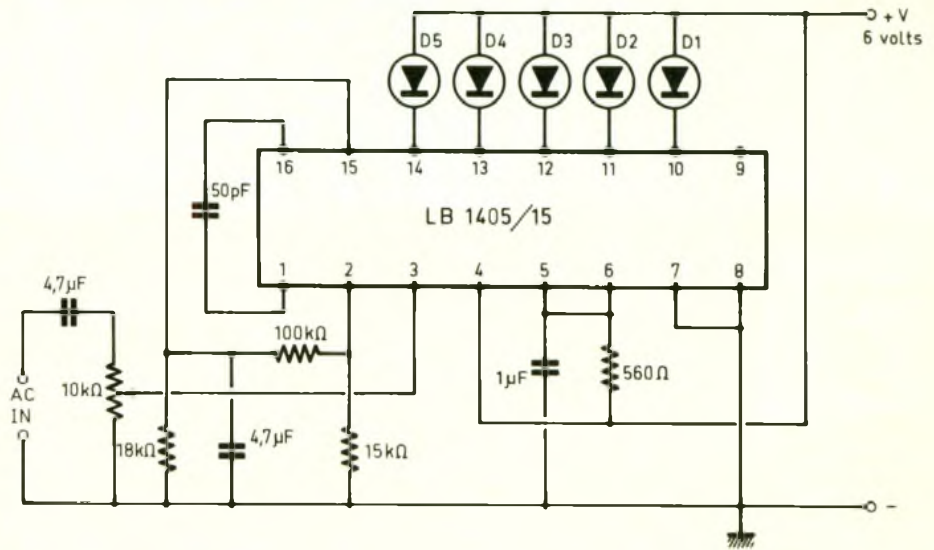 +V
6 volts
D5 D4 D3 D2 D1
16 15 14 13 12 11 10 9
50pF
LB 1405/15
1 2 3 4 5 6 7 8
4,7µF
100kΩ
AC
IN
10kΩ
1µF
560Ω
18kΩ
4,7µF
15kΩ
-